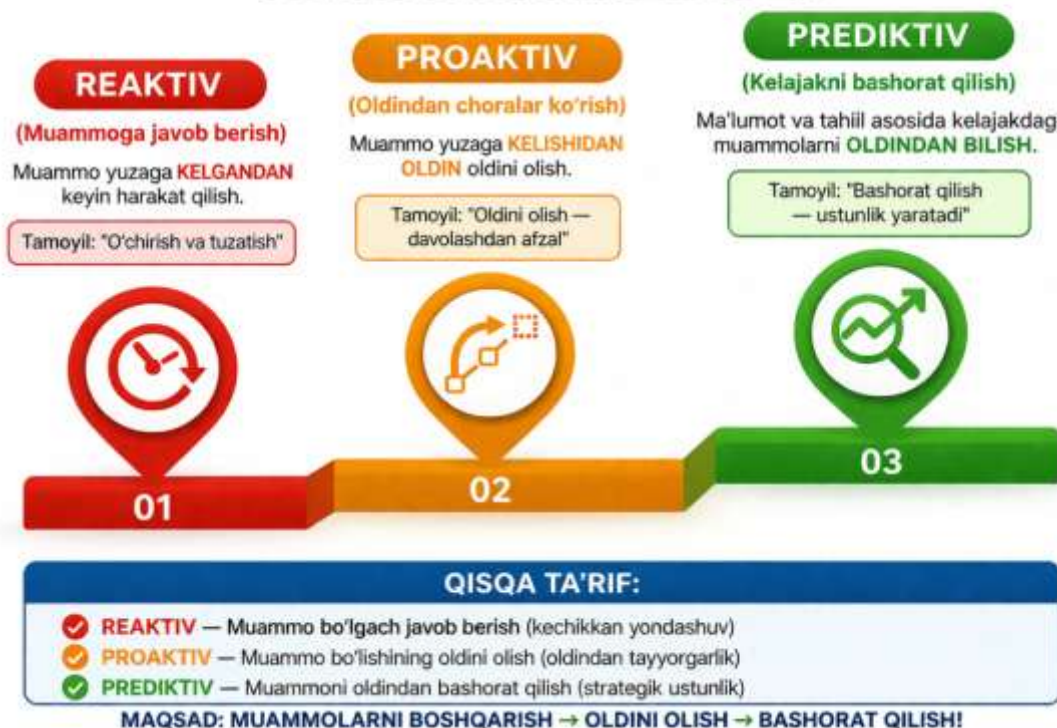 REAKTIV
(Muammoga javob berish)
Muammo yuzaga KELGANDAN
keyin harakat qilish.
Tamoyil: "O'chirish va tuzatish"
01
PROAKTIV
(Oldindan choralar ko'rish)
Muammo yuzaga KELISHIDAN
OLDIN oldini olish.
Tamoyil: "Oldini olish —
davolashdan afzal"
02
PREDIKTIV
(Kelajakni bashorat qilish)
Ma'lumot va tahlil asosida kelajakdag
muammolarni OLDINDAN BILISH.
Tamoyil: "Bashorat qilish
— ustunlik yaratadi"
03
QISQA TA'RIF:
REAKTIV — Muammo bo'lgach javob berish (kechikkan yondashuv)
PROAKTIV — Muammo bo'lishining oldini olish (oldindan tayyorgarlik)
PREDIKTIV — Muammoni oldindan bashorat qilish (strategik ustunlik)
MAQSAD: MUAMMOLARNI BOSHQARISH → OLDINI OLISH → BASHORAT QILISH!